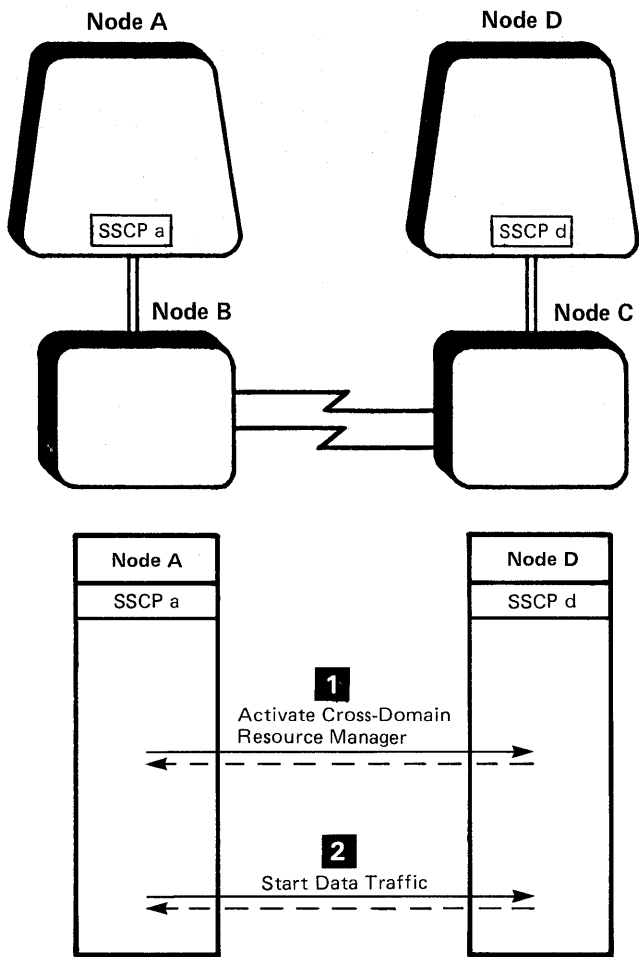 Node A
Node D
SSCP a
SSCP d
Node B
Node C
Node A
Node D
SSCP a
SSCP d
1
Activate Cross-Domain
Resource Manager
2
Start Data Traffic